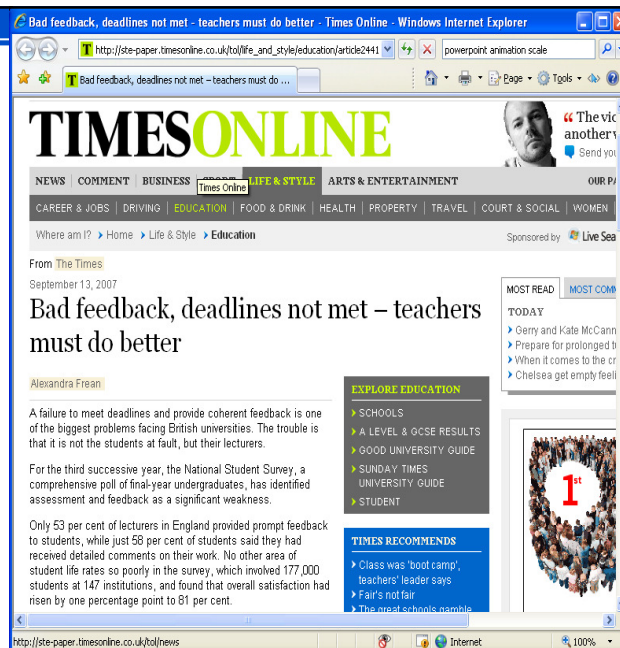 Bad feedback, deadlines not met - teachers must do better - Times Online - Windows Internet Explorer
http://ste-paper.timesonline.co.uk/tol/life_and_style/education/article2441
powerpoint animation scale
Bad feedback, deadlines not met – teachers must do ...
Page
Tools
TIMESONLINE
The
another
Send you
NEWS COMMENT BUSINESS SPORT LIFE & STYLE ARTS & ENTERTAINMENT OUR
Times Online
CAREER & JOBS DRIVING EDUCATION FOOD & DRINK HEALTH PROPERTY TRAVEL COURT & SOCIAL WOMEN
Where am I? Home Life & Style Education
Sponsored by Live Sea
From The Times
September 13, 2007
Bad feedback, deadlines not met – teachers
must do better
Alexandra Frean
A failure to meet deadlines and provide coherent feedback is one
of the biggest problems facing British universities. The trouble is
that it is not the students at fault, but their lecturers.
For the third successive year, the National Student Survey, a
comprehensive poll of final-year undergraduates, has identified
assessment and feedback as a significant weakness.
Only 53 per cent of lecturers in England provided prompt feedback
to students, while just 58 per cent of students said they had
received detailed comments on their work. No other area of
student life rates so poorly in the survey, which involved 177,000
students at 147 institutions, and found that overall satisfaction had
risen by one percentage point to 81 per cent.
EXPLORE EDUCATION
SCHOOLS
A LEVEL & GCSE RESULTS
GOOD UNIVERSITY GUIDE
SUNDAY TIMES
UNIVERSITY GUIDE
STUDENT
TIMES RECOMMENDS
Class was 'boot camp',
teachers' leader says
Fair's not fair
The great schools gamble
MOST READ MOST COMM
TODAY
Gerry and Kate McCann
Prepare for prolonged
When it comes to the
Chelsea get empty feeli
1st
http://ste-paper.timesonline.co.uk/tol/news
Internet
100%